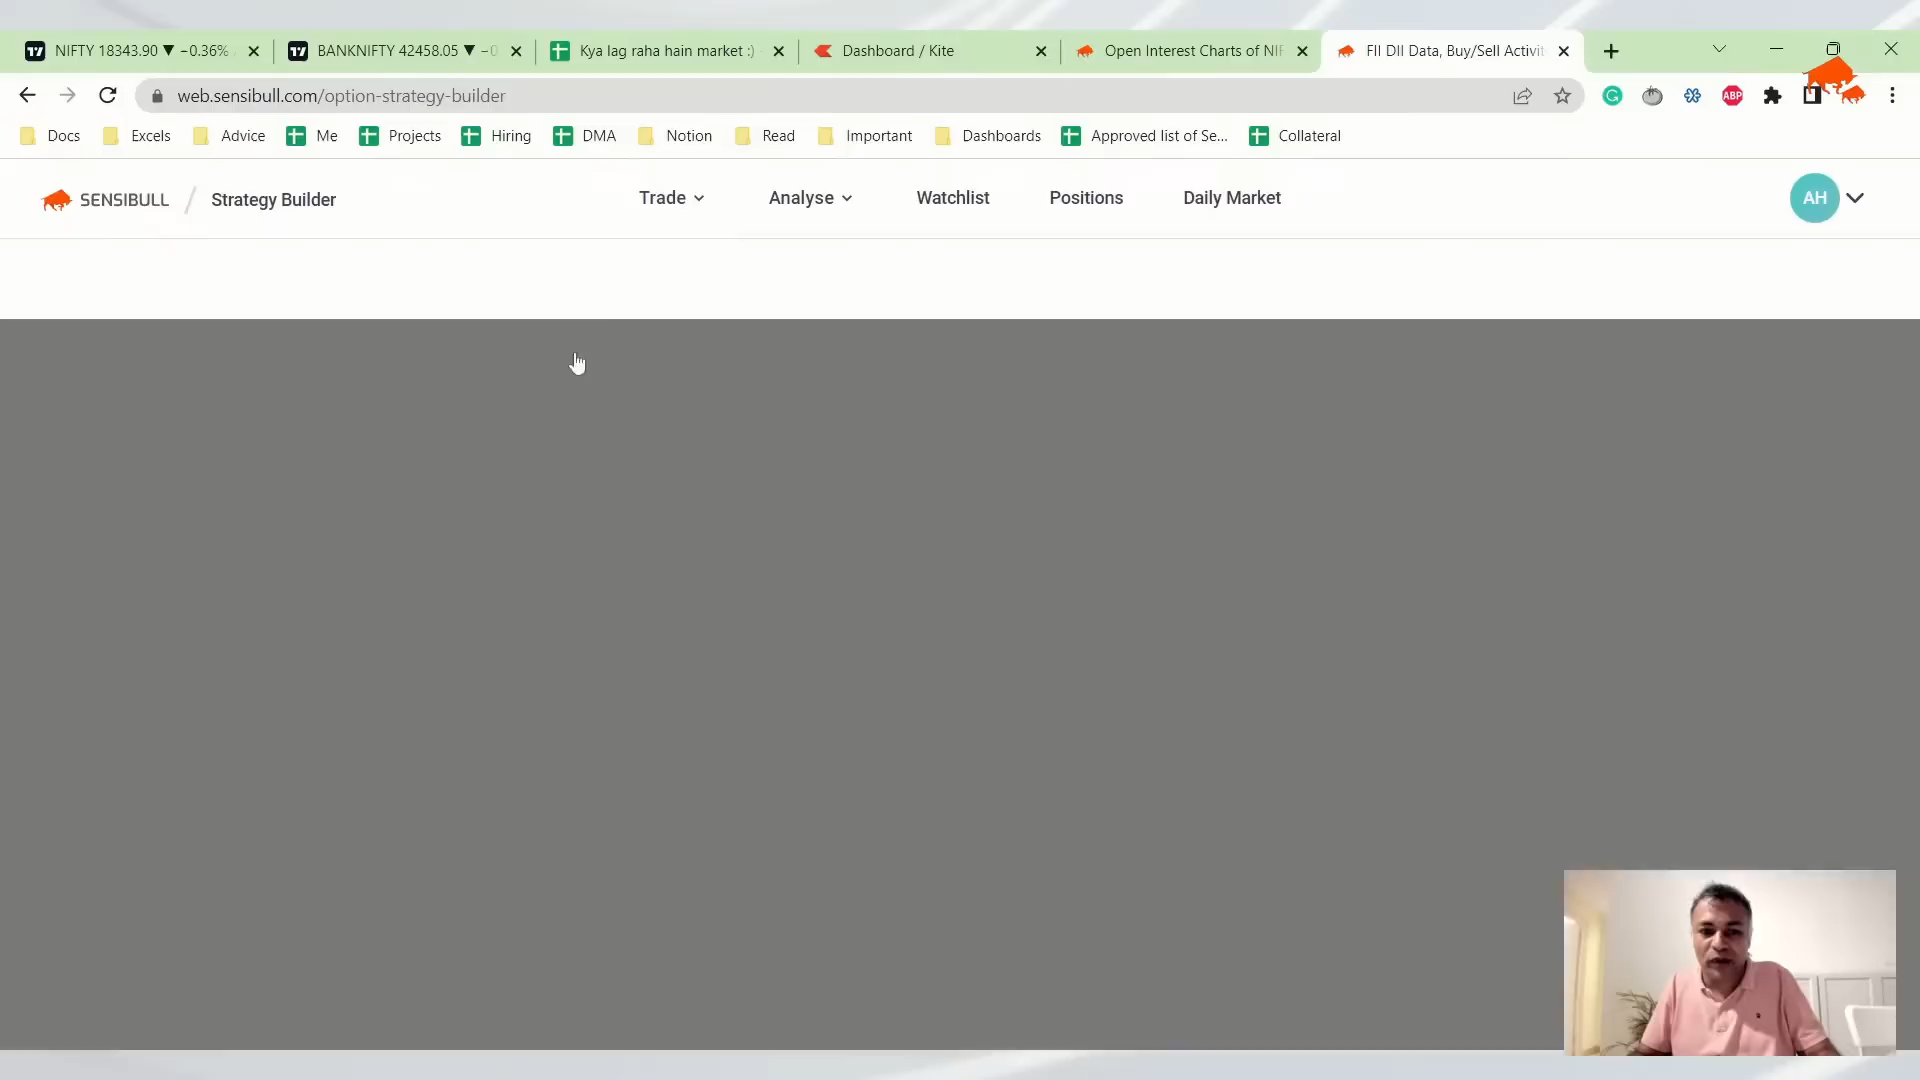 NIFTY 18343.90 ▼ −0.36%
BANKNIFTY 42458.05 ▼ −0
Kya lag raha hain market :)
Dashboard / Kite
Open Interest Charts of NIF
FII DII Data, Buy/Sell Activit
web.sensibull.com/option-strategy-builder
ABP
Docs
Excels
Advice
Me
Projects
Hiring
DMA
Notion
Read
Important
Dashboards
Approved list of Se...
Collateral
SENSIBULL / Strategy Builder
Trade
Analyse
Watchlist
Positions
Daily Market
AH